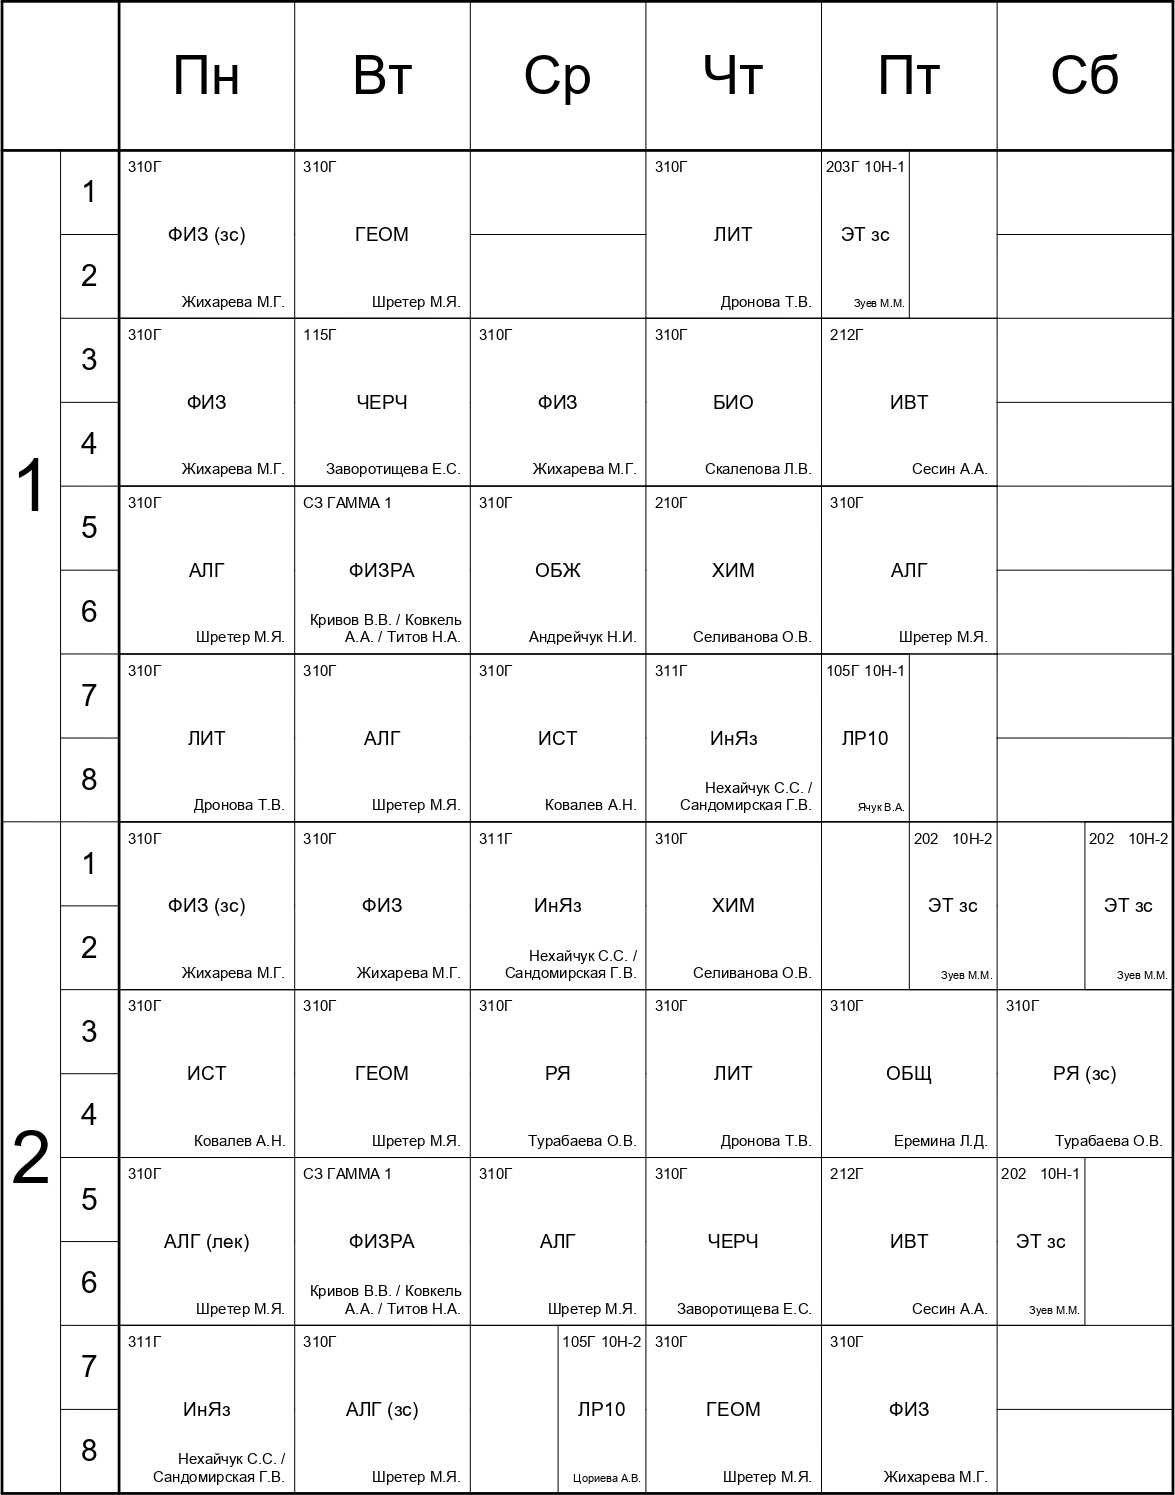 Пн Вт Ср Чт Пт Сб
1
1
310Г 310Г 310Г 203Г 10Н-1
ФИЗ (зс) ГЕОМ ЛИТ ЭТ зс
2
Жихарева М.Г. Шретер М.Я. Дронова Т.В. Зуев М.М.
3
310Г 115Г 310Г 310Г 212Г
ФИЗ ЧЕРЧ ФИЗ БИО ИВТ
4
Жихарева М.Г. Заворотищева Е.С. Жихарева М.Г. Скалепова Л.В. Сесин А.А.
5
310Г СЗ ГАММА 1 310Г 210Г 310Г
АЛГ ФИЗРА ОБЖ ХИМ АЛГ
6
Кривов В.В. / Ковкель
Шретер М.Я. А.А. / Титов Н.А. Андрейчук Н.И. Селиванова О.В. Шретер М.Я.
7
310Г 310Г 310Г 311Г 105Г 10Н-1
ЛИТ АЛГ ИСТ ИнЯз ЛР10
8
Нехайчук С.С. /
Дронова Т.В. Шретер М.Я. Ковалев А.Н. Сандомирская Г.В. Ячук В.А.
2
1
310Г 310Г 311Г 310Г 202 10Н-2 202 10Н-2
ФИЗ (зс) ФИЗ ИнЯз ХИМ ЭТ зс ЭТ зс
2
Нехайчук С.С. /
Жихарева М.Г. Жихарева М.Г. Сандомирская Г.В. Селиванова О.В. Зуев М.М. Зуев М.М.
3
310Г 310Г 310Г 310Г 310Г 310Г
ИСТ ГЕОМ РЯ ЛИТ ОБЩ РЯ (зс)
4
Ковалев А.Н. Шретер М.Я. Турабаева О.В. Дронова Т.В. Еремина Л.Д. Турабаева О.В.
5
310Г СЗ ГАММА 1 310Г 310Г 212Г 202 10Н-1
АЛГ (лек) ФИЗРА АЛГ ЧЕРЧ ИВТ ЭТ зс
6
Кривов В.В. / Ковкель
Шретер М.Я. А.А. / Титов Н.А. Шретер М.Я. Заворотищева Е.С. Сесин А.А. Зуев М.М.
7
311Г 310Г 105Г 10Н-2 310Г 310Г
ИнЯз АЛГ (зс) ЛР10 ГЕОМ ФИЗ
8
Нехайчук С.С. /
Сандомирская Г.В. Шретер М.Я. Цориева А.В. Шретер М.Я. Жихарева М.Г.